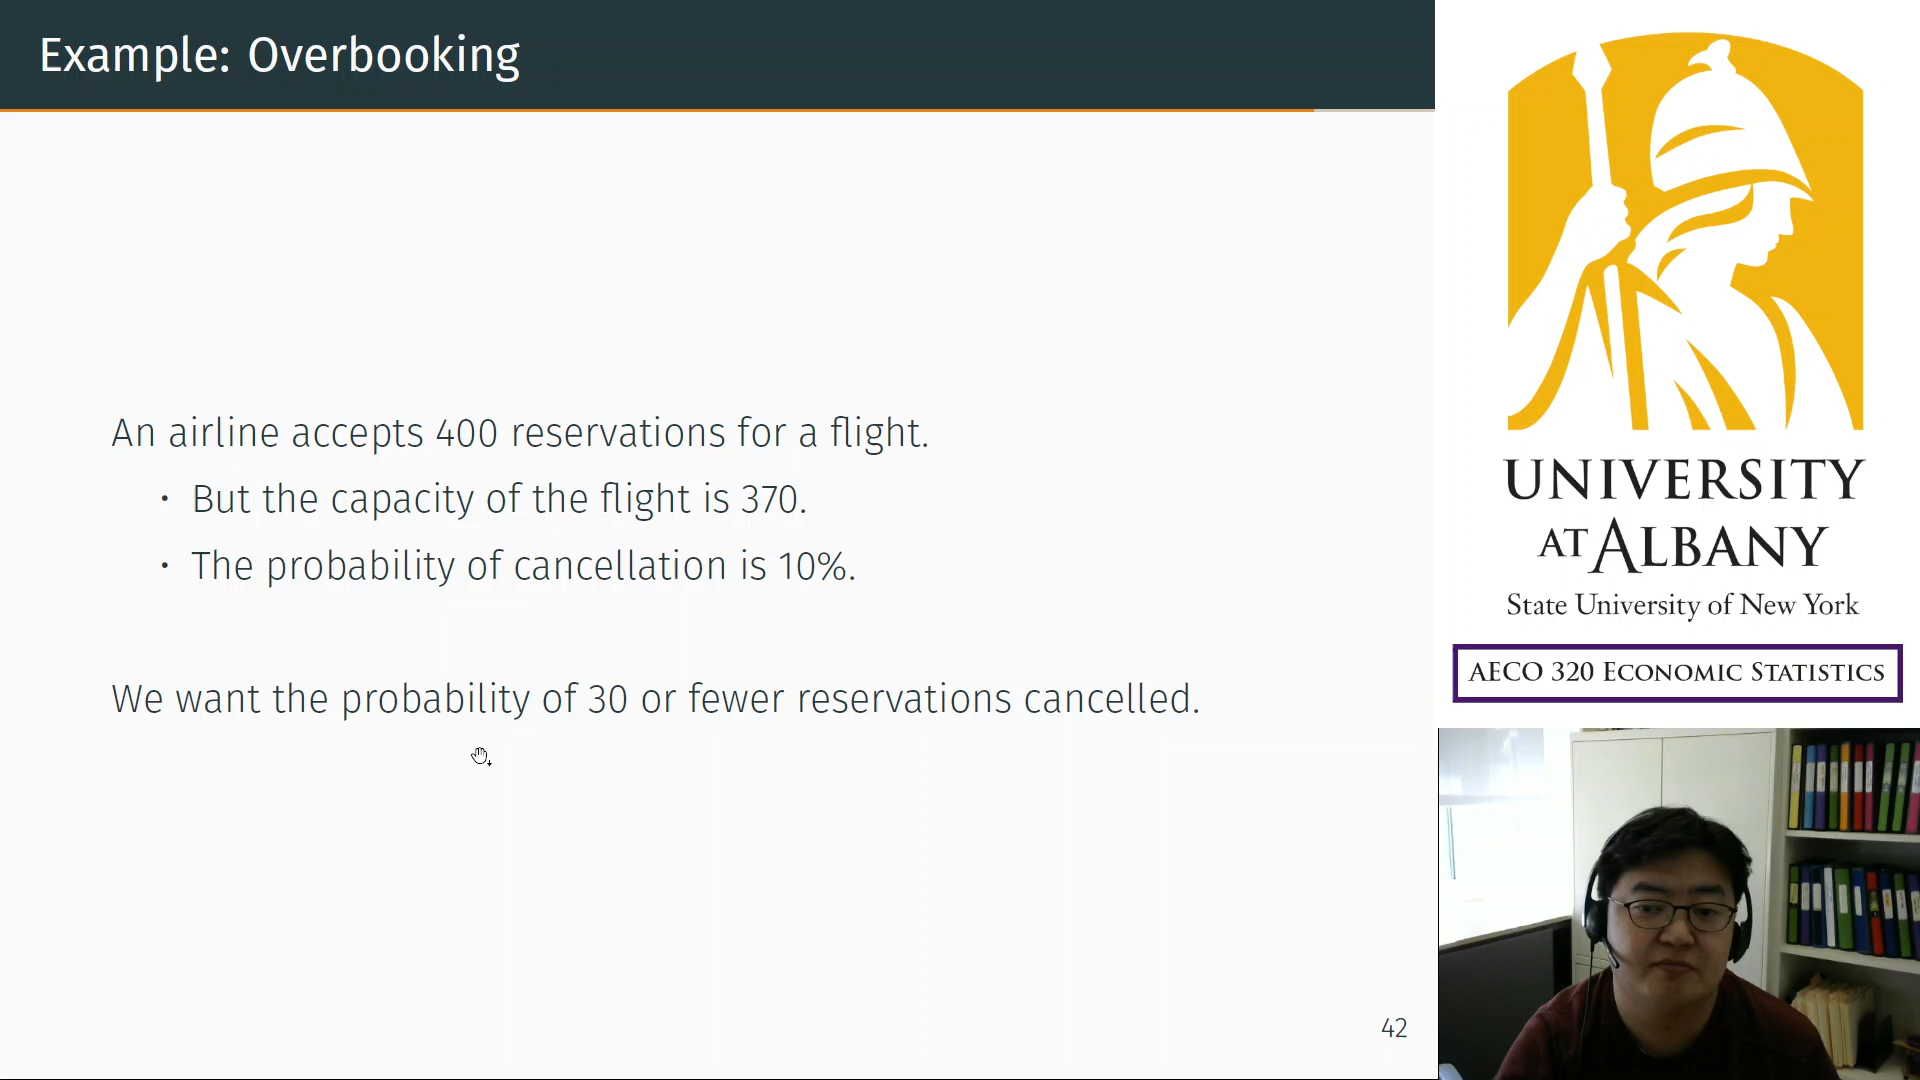 Example: Overbooking
An airline accepts 400 reservations for a flight.
• But the capacity of the flight is 370.
• The probability of cancellation is 10%.
We want the probability of 30 or fewer reservations cancelled.
42
UNIVERSITY
AT ALBANY
State University of New York
AECO 320 ECONOMIC STATISTICS